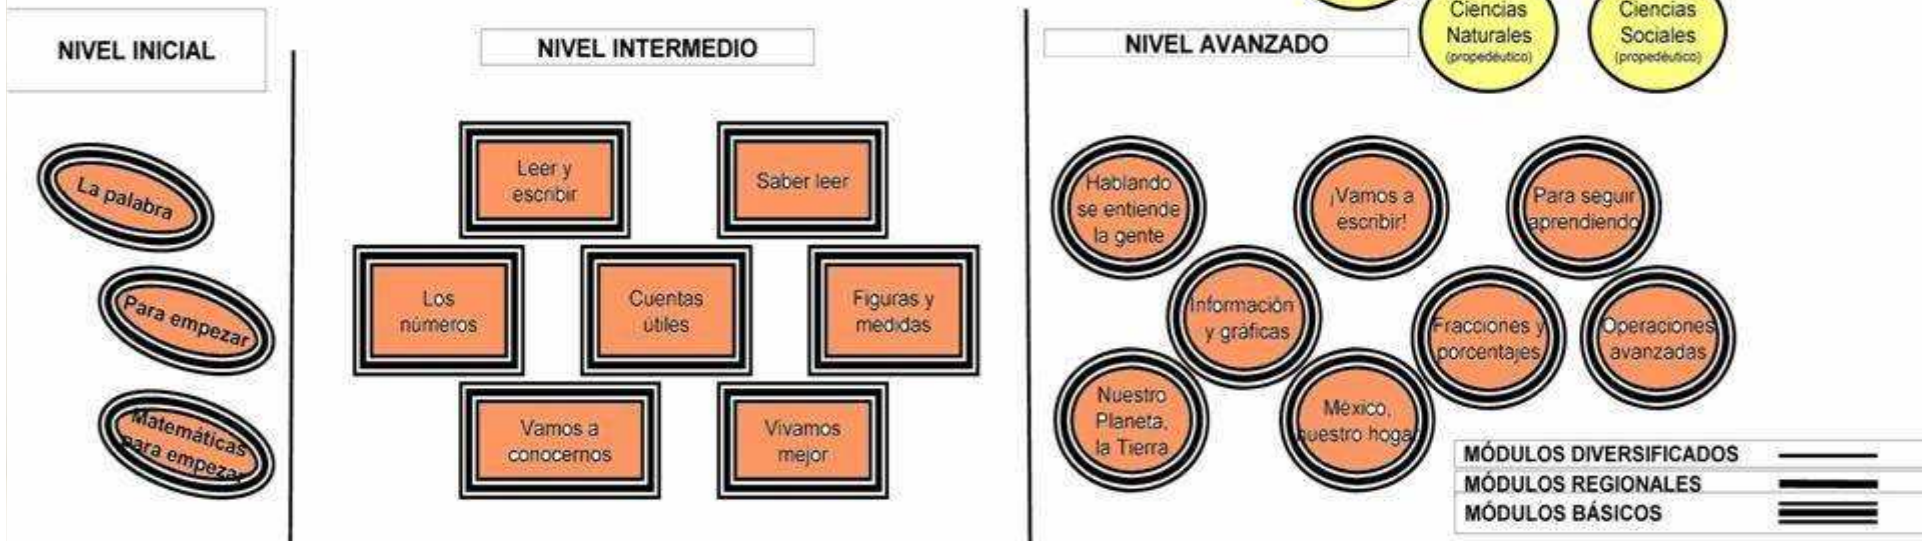 NIVEL INICIAL
NIVEL INTERMEDIO
NIVEL AVANZADO
Ciencias
Naturales
(propedéutico)
Ciencias
Sociales
(propedéutico)
La palabra
Para empezar
Matemáticas
para empezar
Leer y
escribir
Saber leer
Los
números
Cuentas
útiles
Figuras y
medidas
Vamos a
conocernos
Vivamos
mejor
Hablando
se entiende
la gente
¡Vamos a
escribir!
Para seguir
aprendiendo
Información
y gráficas
Fracciones y
porcentajes
Operaciones
avanzadas
Nuestro
Planeta,
la Tierra
México,
nuestro hogar
MÓDULOS DIVERSIFICADOS
MÓDULOS REGIONALES
MÓDULOS BÁSICOS